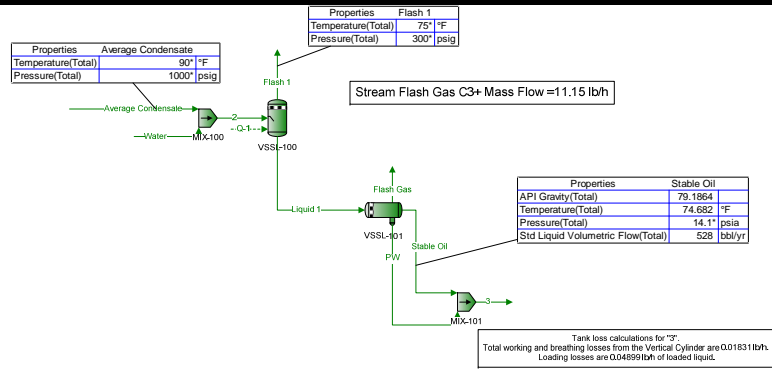 Properties Flash 1
Temperature(Total) 75* °F
Pressure(Total) 300* psig
Properties Average Condensate
Temperature(Total) 90* °F
Pressure(Total) 1000* psig
Flash 1
Stream Flash Gas C3+ Mass Flow =11.15 lb/h
Average Condensate
2
Q-1
Water
MIX-100
VSSL-100
Flash Gas
Properties Stable Oil
API Gravity(Total) 79.1864
Temperature(Total) 74.682 °F
Pressure(Total) 14.1* psia
Std Liquid Volumetric Flow(Total) 528 bbl/yr
Liquid 1
VSSL-101
Stable Oil
PW
3
MIX-101
Tank loss calculations for "3".
Total working and breathing losses from the Vertical Cylinder are 0.01831 lb/h.
Loading losses are 0.04899 lb/h of loaded liquid.